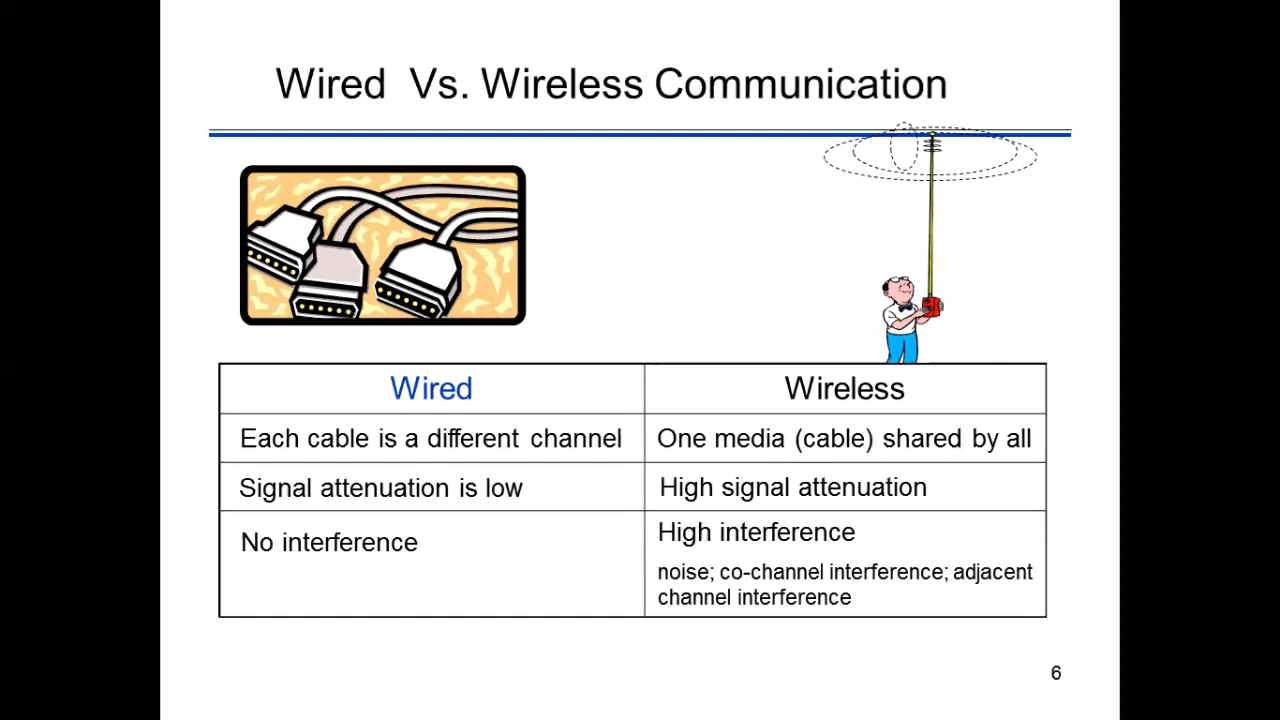 Wired Vs. Wireless Communication
Wired
Wireless
Each cable is a different channel
One media (cable) shared by all
Signal attenuation is low
High signal attenuation
No interference
High interference
noise; co-channel interference; adjacent
channel interference
6